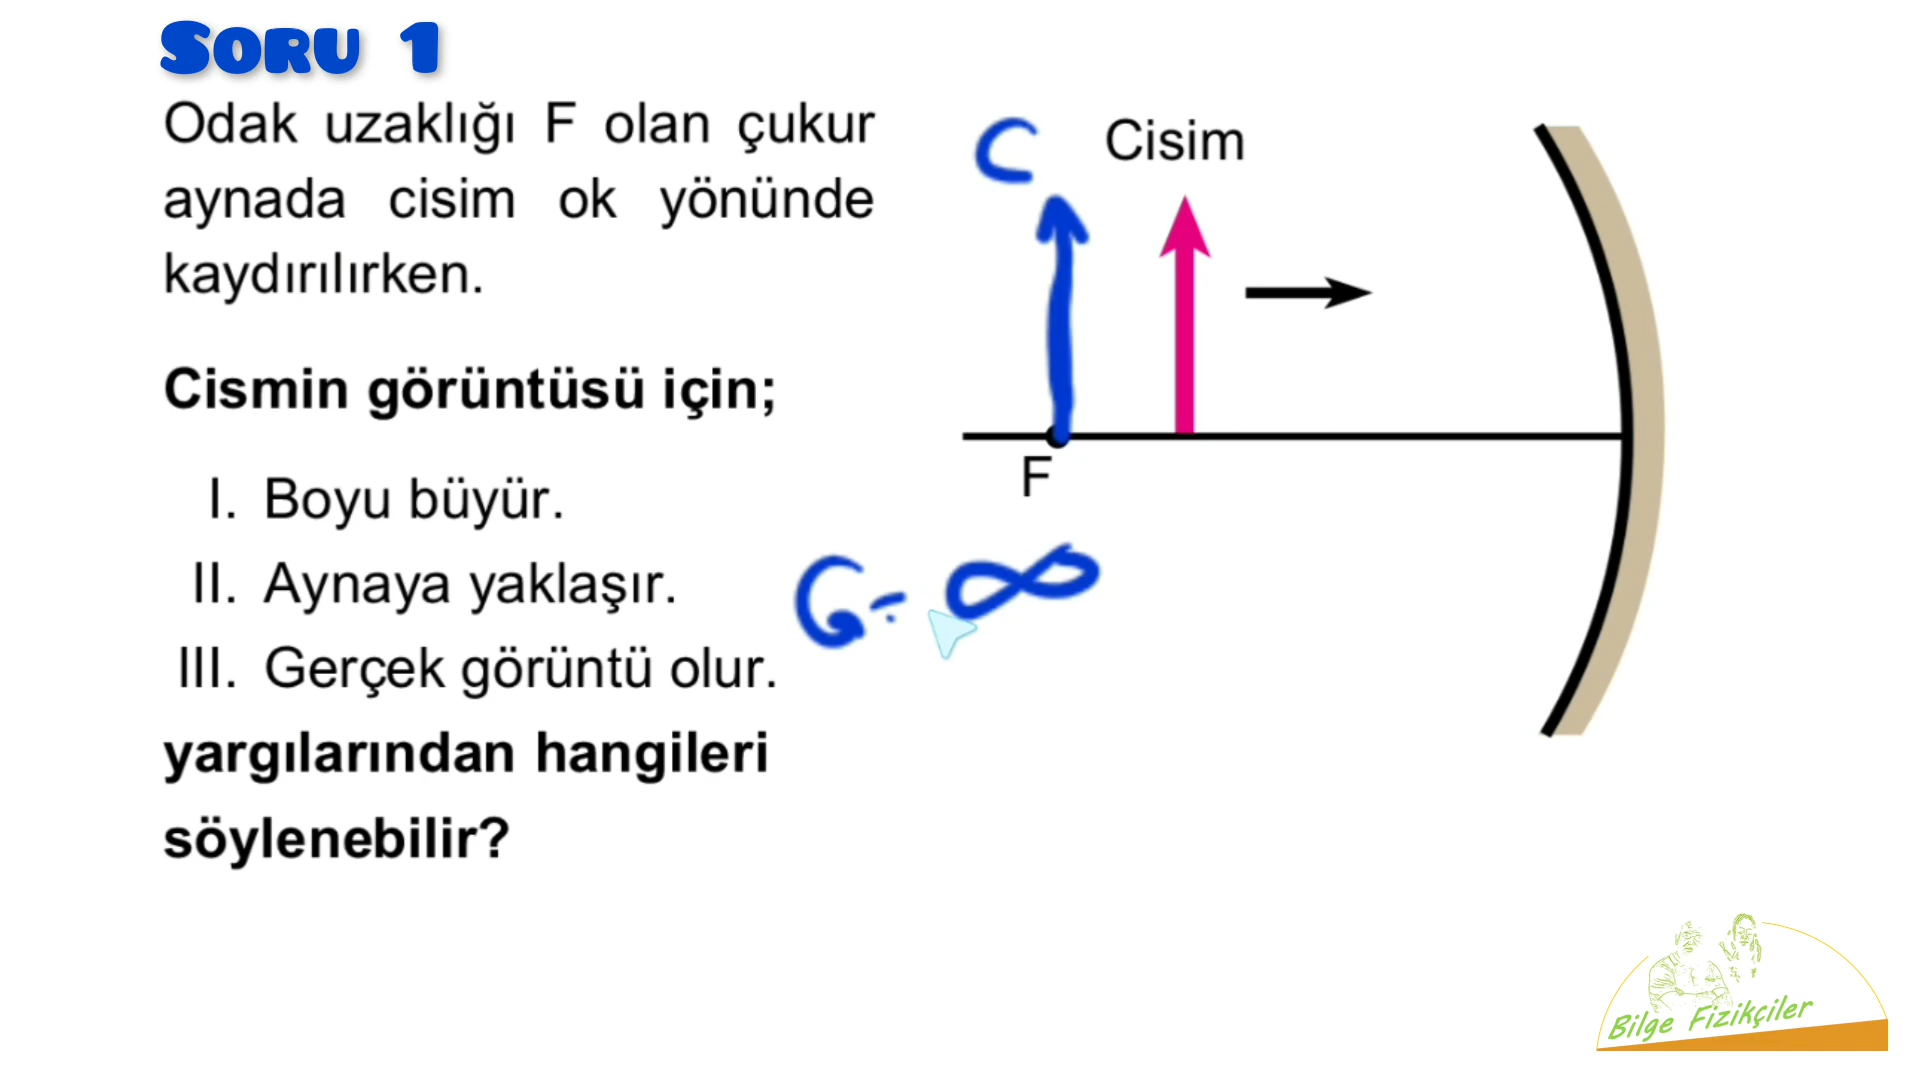 SORU 1
Odak uzaklığı F olan çukur
aynada cisim ok yönünde
kaydırılırken.
Cismin görüntüsü için;
I. Boyu büyür.
II. Aynaya yaklaşır.
III. Gerçek görüntü olur.
yargılarından hangileri
söylenebilir?
C
Cisim
F
G- ∞
Bilge Fizikçiler